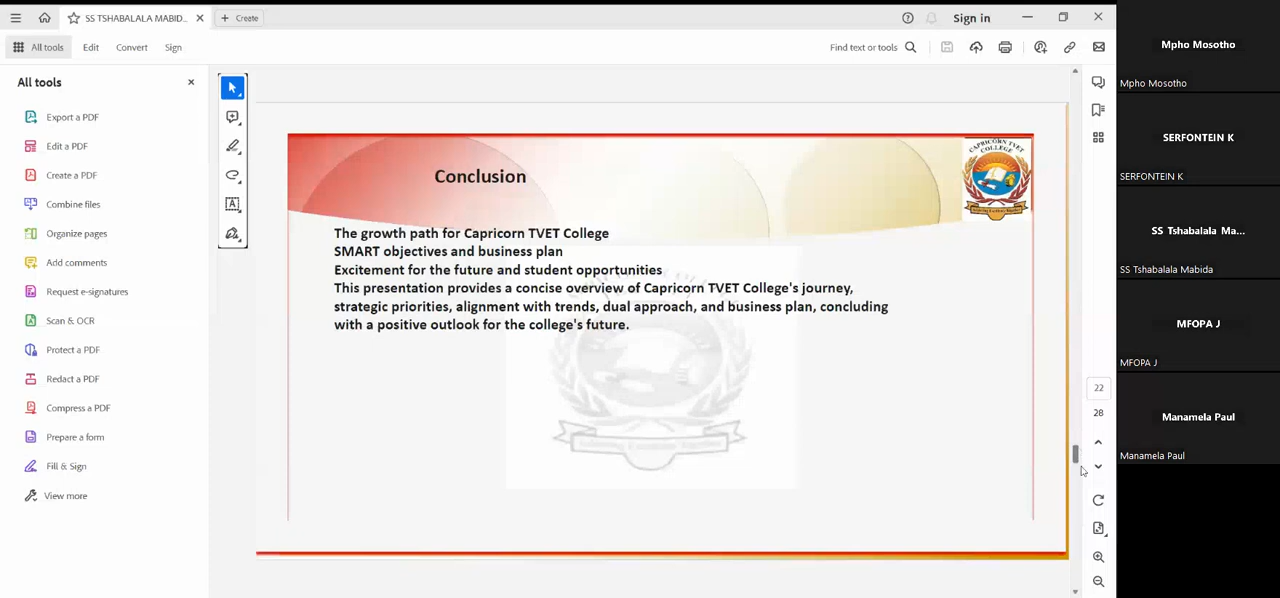 SS TSHABALALA MABID...
Create
Sign in
All tools
Edit
Convert
Sign
Find text or tools
All tools
Export a PDF
Edit a PDF
Create a PDF
Combine files
Organize pages
Add comments
Request e-signatures
Scan & OCR
Protect a PDF
Redact a PDF
Compress a PDF
Prepare a form
Fill & Sign
View more
CAPRICORN TVET
COLLEGE
Conclusion
The growth path for Capricorn TVET College
SMART objectives and business plan
Excitement for the future and student opportunities
This presentation provides a concise overview of Capricorn TVET College's journey,
strategic priorities, alignment with trends, dual approach, and business plan, concluding
with a positive outlook for the college's future.
22
28
Mpho Mosotho
Mpho Mosotho
SERFONTEIN K
SERFONTEIN K
SS Tshabalala Ma...
SS Tshabalala Mabida
MFOPA J
MFOPA J
Manamela Paul
Manamela Paul